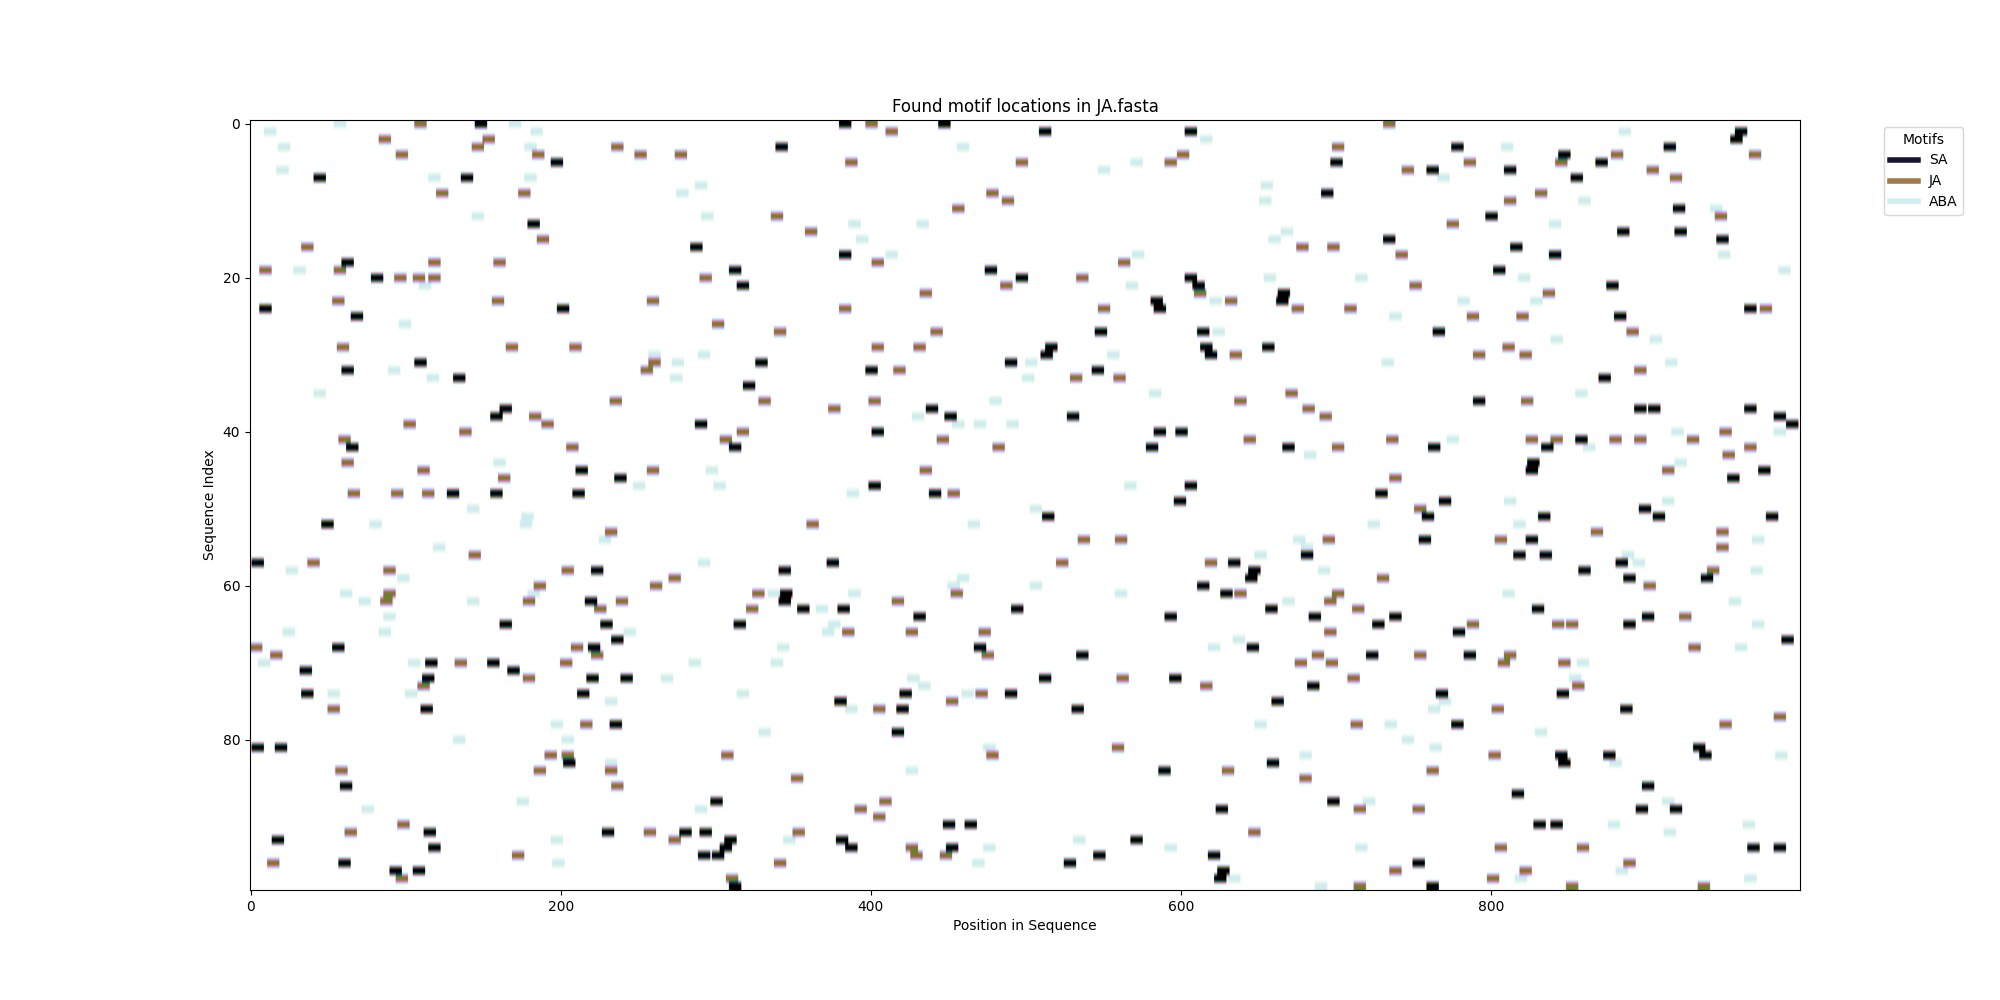 Found motif locations in JA.fasta
Motifs
SA
JA
ABA
Sequence Index
0
20
40
60
80
0
200
400
600
800
Position in Sequence